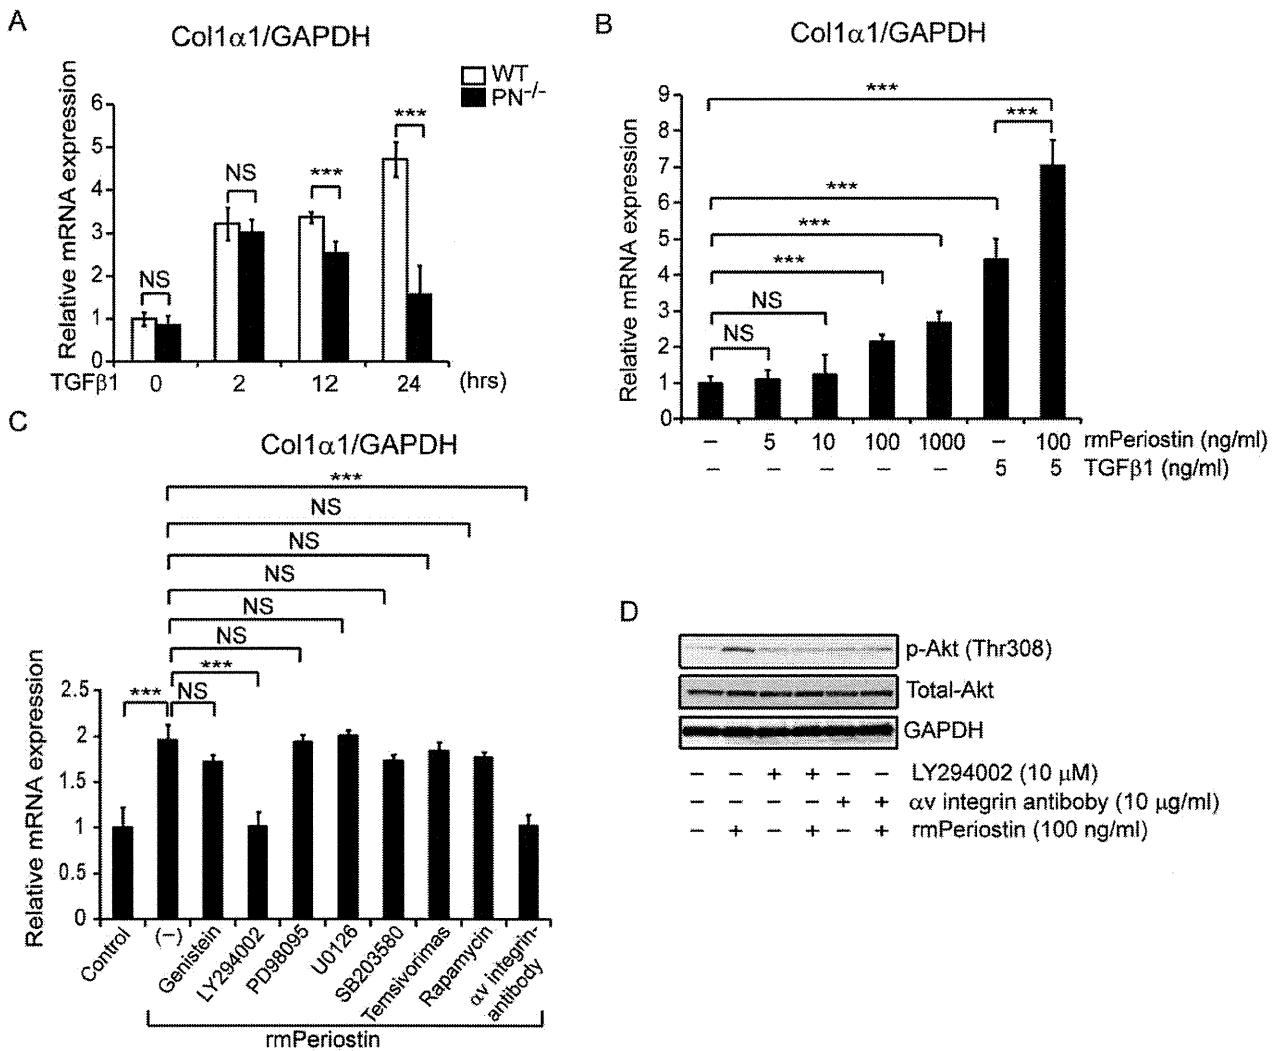 A
Col1α1/GAPDH
WT
PN-/-
Relative mRNA expression
6
5
4
3
2
1
0
NS
NS
***
***
TGFβ1 0 2 12 24 (hrs)
B
Col1α1/GAPDH
Relative mRNA expression
9
8
7
6
5
4
3
2
1
0
***
***
***
***
***
NS
NS
– 5 10 100 1000 – 100 rmPeriostin (ng/ml)
– – – – – 5 5 TGFβ1 (ng/ml)
C
Col1α1/GAPDH
***
NS
NS
NS
NS
NS
***
*** NS
Relative mRNA expression
2.5
2
1.5
1
0.5
0
Control
(–)
Genistein
LY294002
PD98095
U0126
SB203580
Temsivorimas
Rapamycin
αv integrin-
antibody
rmPeriostin
D
p-Akt (Thr308)
Total-Akt
GAPDH
– – + + – – LY294002 (10 μM)
– – – – + + αv integrin antiboby (10 μg/ml)
– + – + – + rmPeriostin (100 ng/ml)